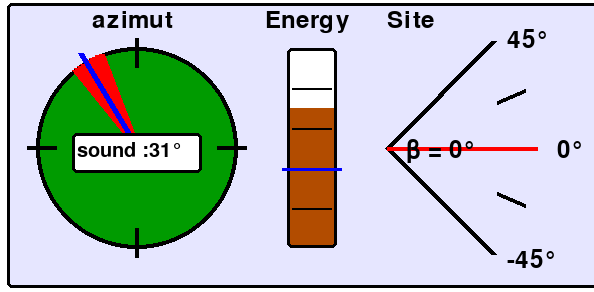 azimut Energy Site
45°
sound :31°
β = 0° 0°
-45°